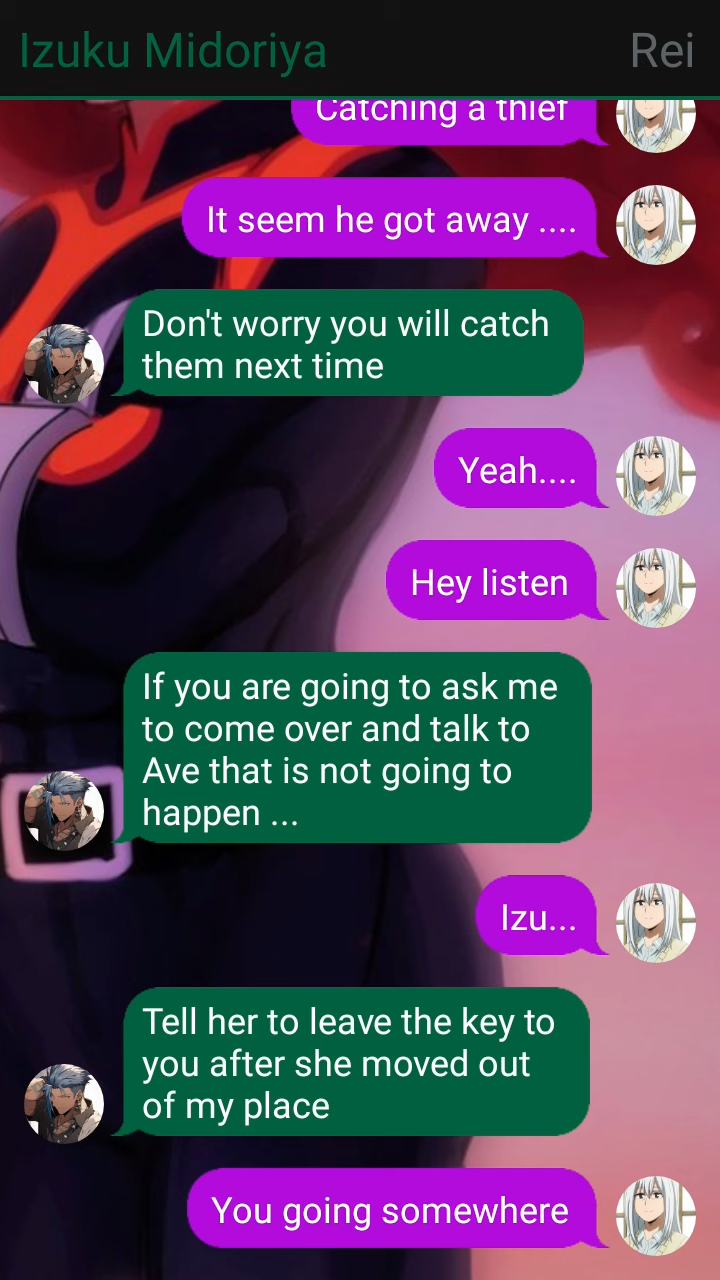 Izuku Midoriya
Rei
Catching a thief
It seem he got away ....
Don't worry you will catch
them next time
Yeah....
Hey listen
If you are going to ask me
to come over and talk to
Ave that is not going to
happen ...
Izu...
Tell her to leave the key to
you after she moved out
of my place
You going somewhere